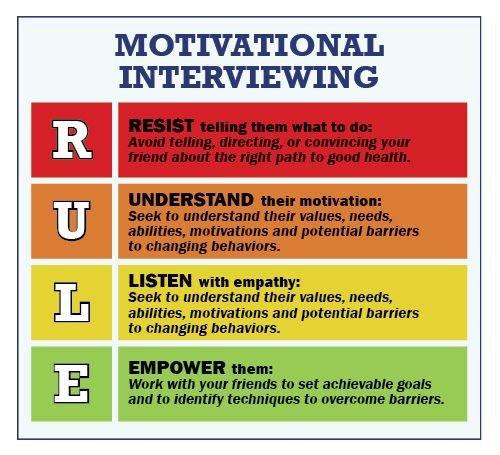 MOTIVATIONAL
INTERVIEWING
R
RESIST telling them what to do:
Avoid telling, directing, or convincing your
friend about the right path to good health.
U
UNDERSTAND their motivation:
Seek to understand their values, needs,
abilities, motivations and potential barriers
to changing behaviors.
L
LISTEN with empathy:
Seek to understand their values, needs,
abilities, motivations and potential barriers
to changing behaviors.
E
EMPOWER them:
Work with your friends to set achievable goals
and to identify techniques to overcome barriers.